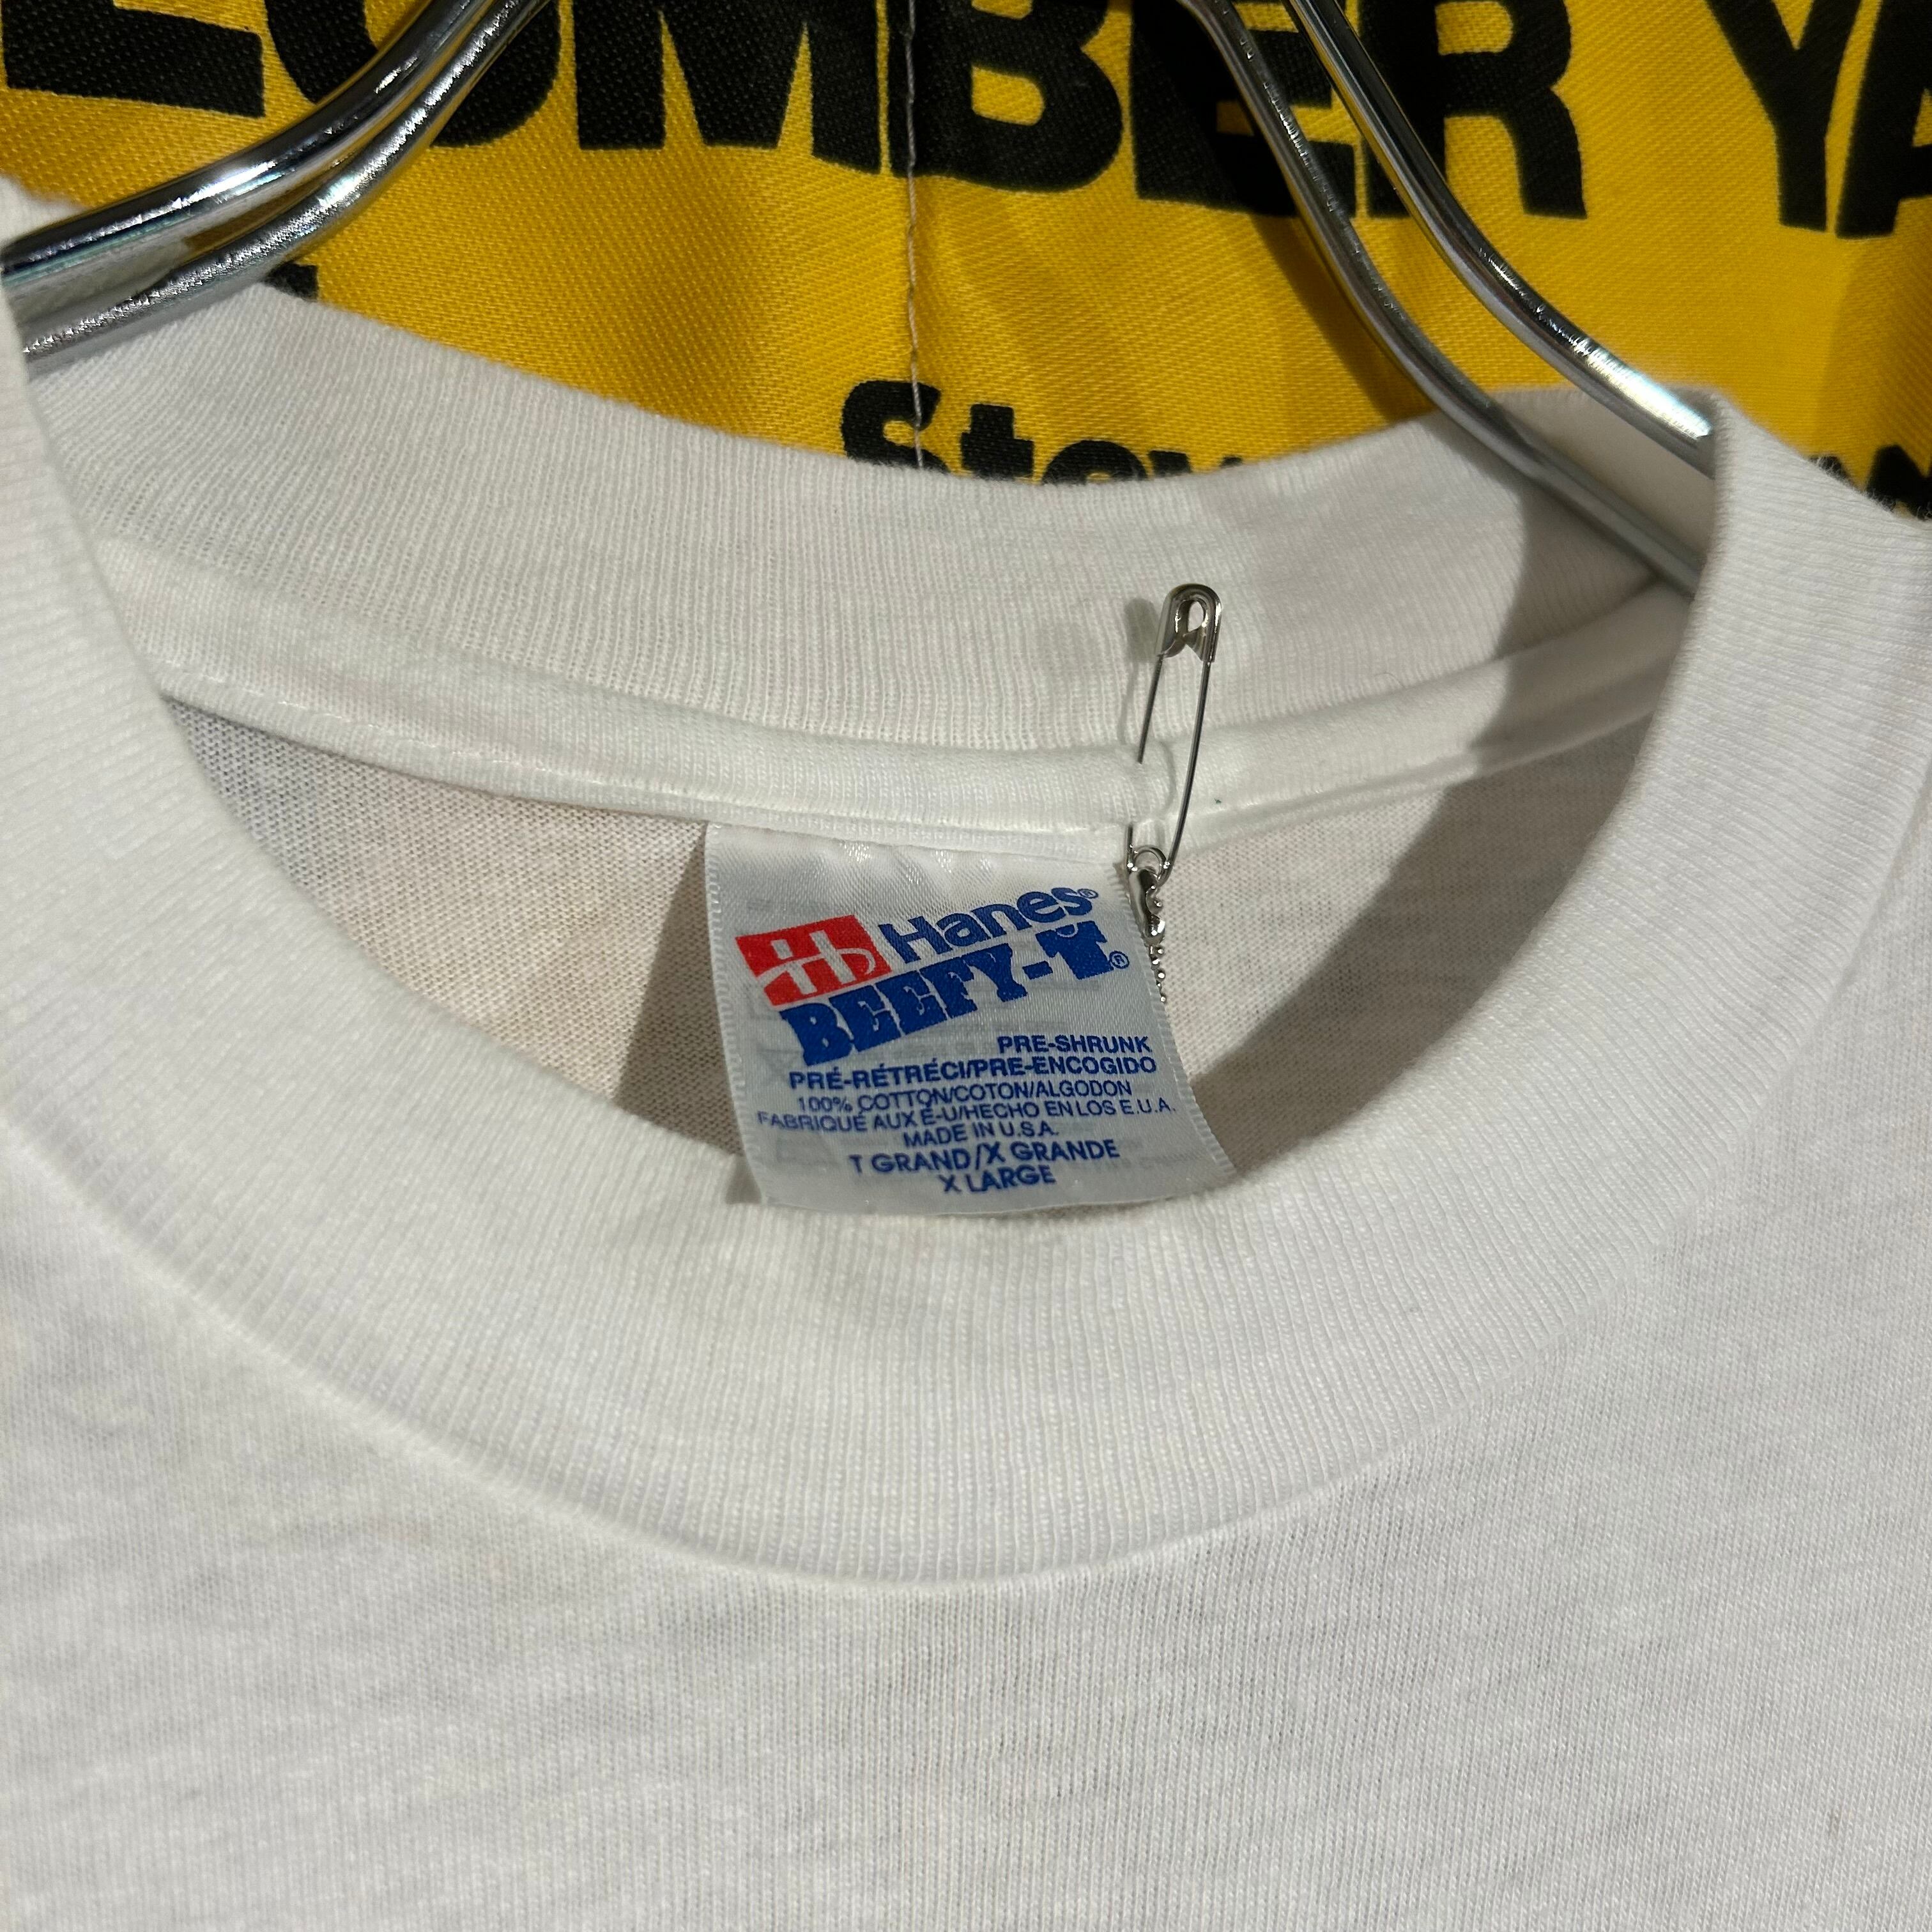 LUMBER YA
Stev
Hanes®
BEEFY-T®
PRE-SHRUNK
PRÉ-RÉTRÉCI/PRE-ENCOGIDO
100% COTTON/COTON/ALGODON
FABRIQUÉ AUX É-U/HECHO EN LOS E.U.A.
MADE IN U.S.A.
T GRAND/X GRANDE
X LARGE